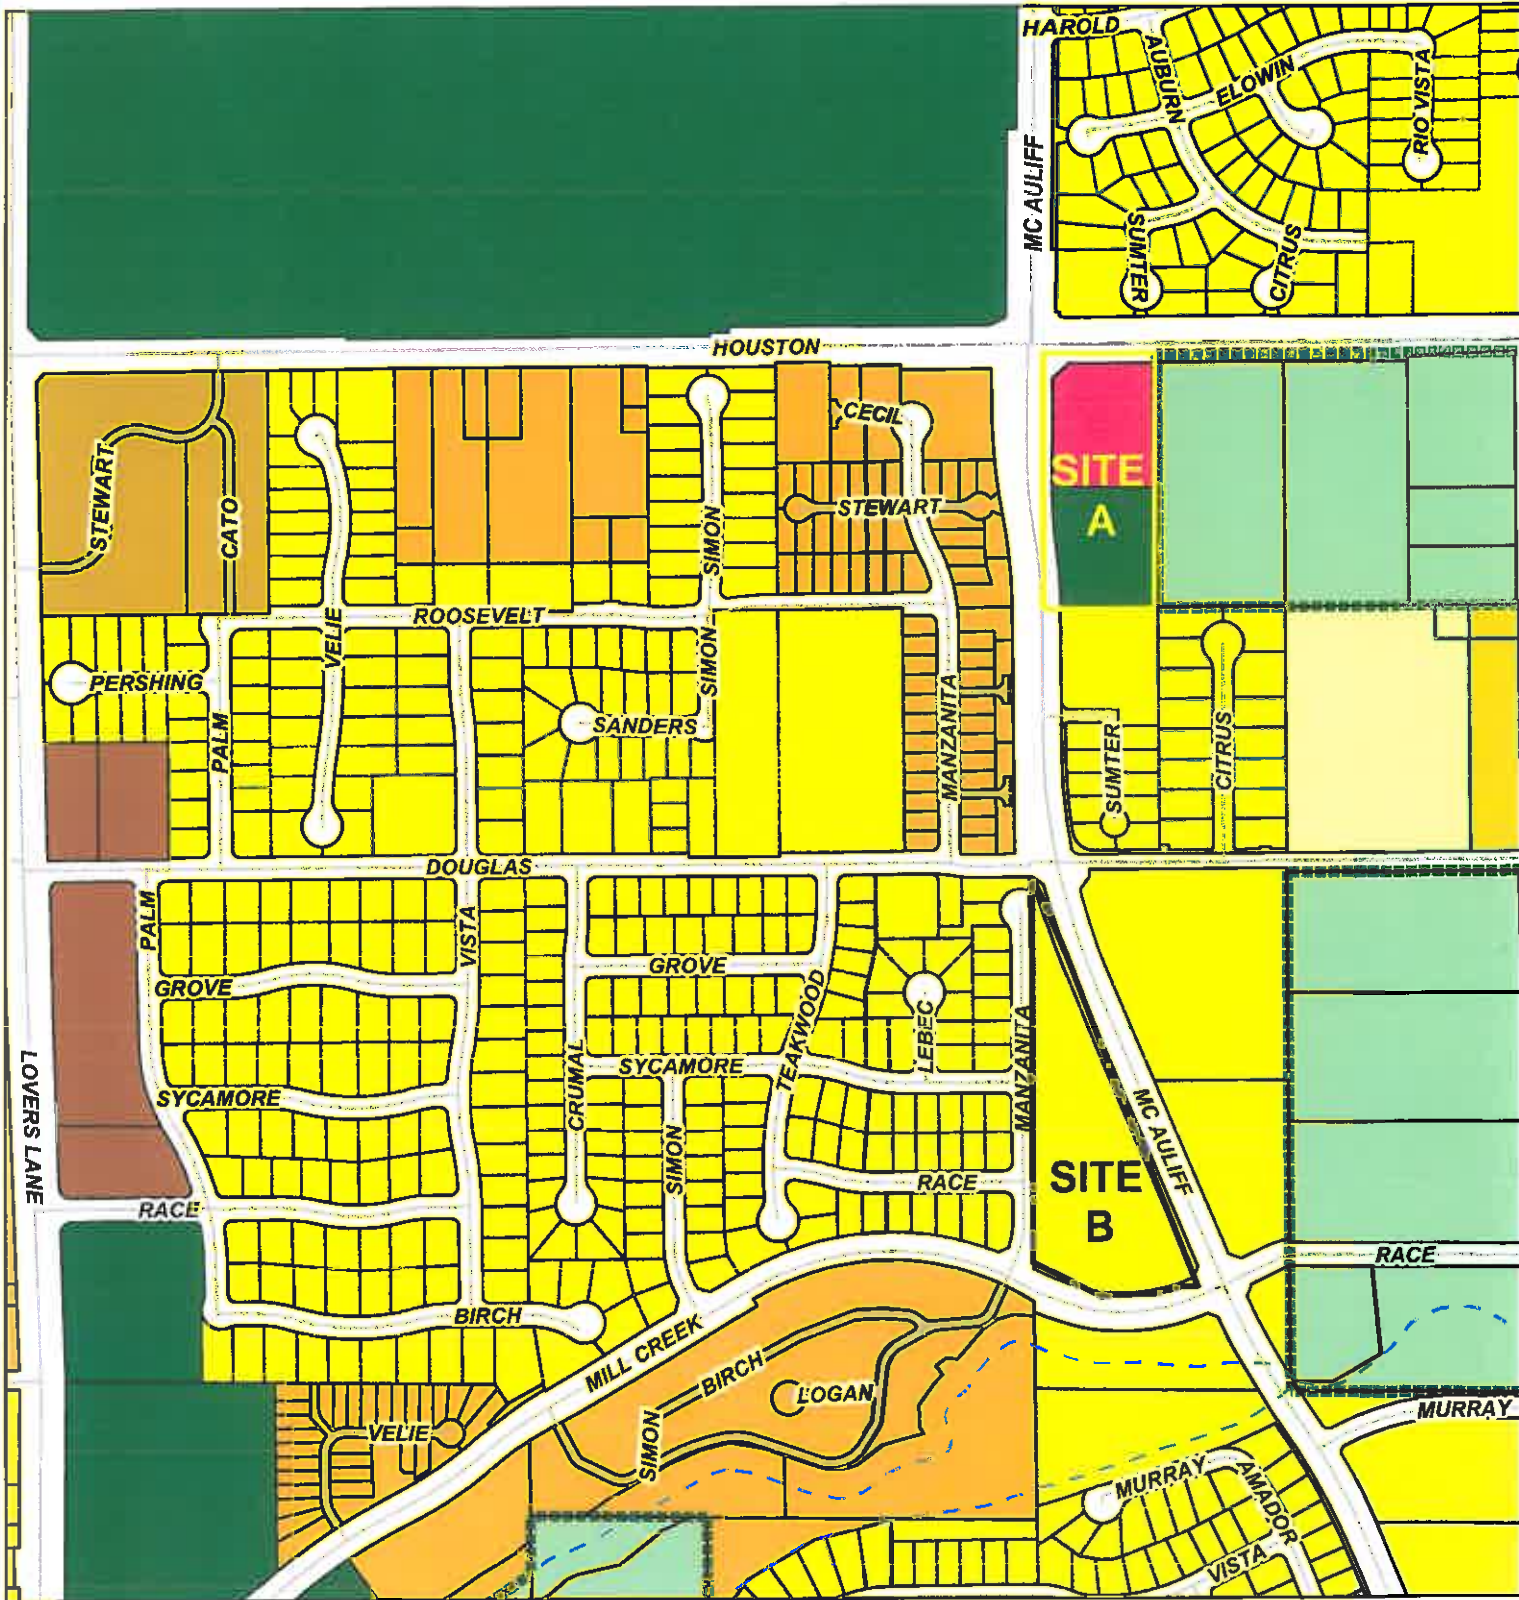 HAROLD
AUBURN
ELOWIN
RIO VISTA
MC AULIFF
SUMTER
CITRUS
HOUSTON
CECIL
STEWART
SITE
A
STEWART
CATO
SIMON
ROOSEVELT
VELIE
SIMON
PERSHING
PALM
SANDERS
MANZANITA
SUMTER
CITRUS
DOUGLAS
PALM
VISTA
GROVE
GROVE
TEAKWOOD
LEBEC
MANZANITA
LOVERS LANE
SYCAMORE
CRUMAL
SYCAMORE
SIMON
MC AULIFF
SITE
B
RACE
RACE
RACE
BIRCH
MILL CREEK
BIRCH
LOGAN
SIMON
VELIE
MURRAY
MURRAY
AMADOR
VISTA